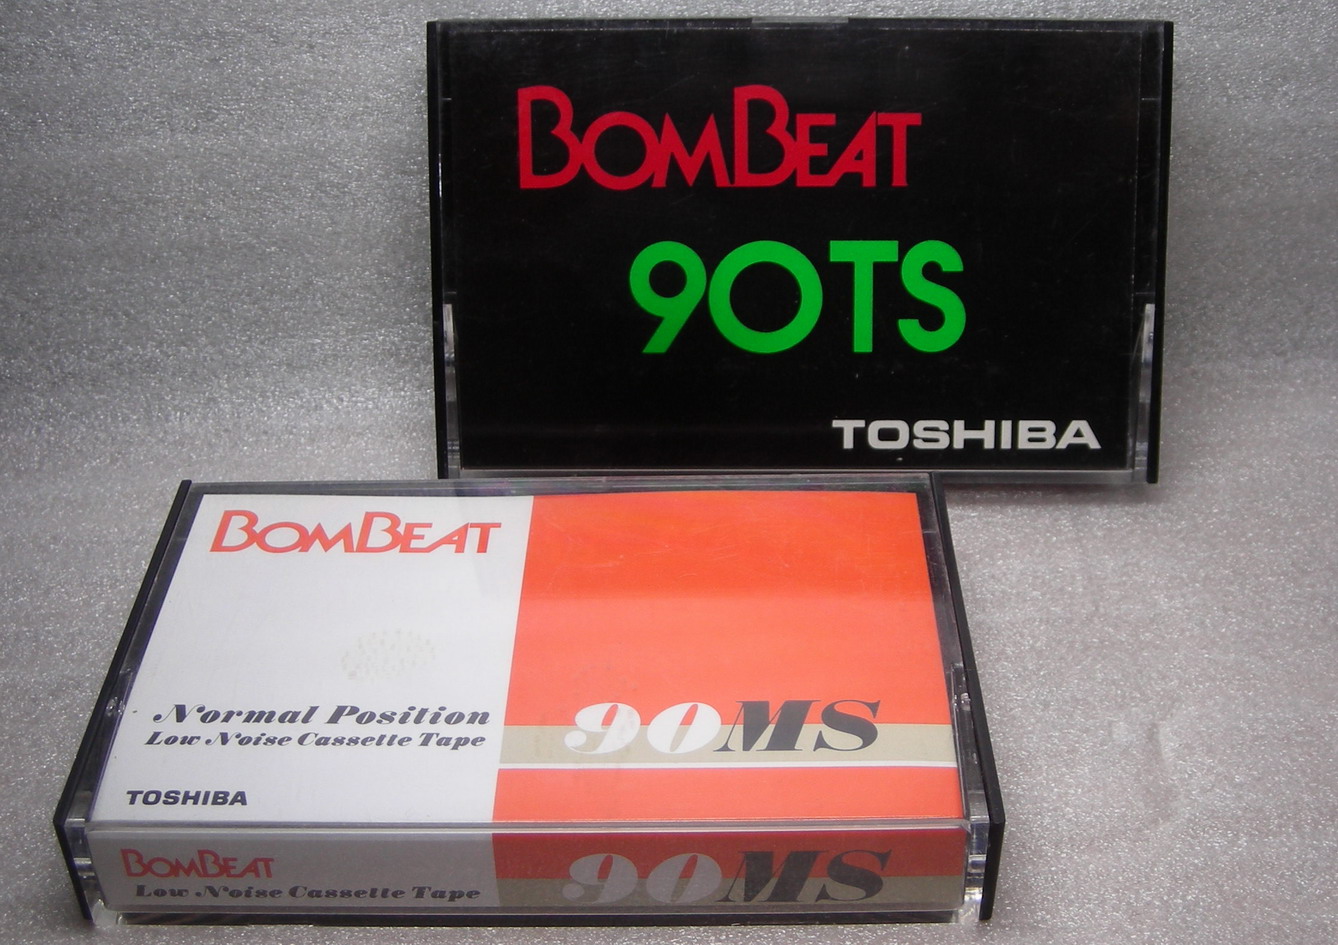 BOMBEAT
90TS
TOSHIBA
BOMBEAT
Normal Position
Low Noise Cassette Tape
90MS
TOSHIBA
BOMBEAT
Low Noise Cassette Tape
90MS